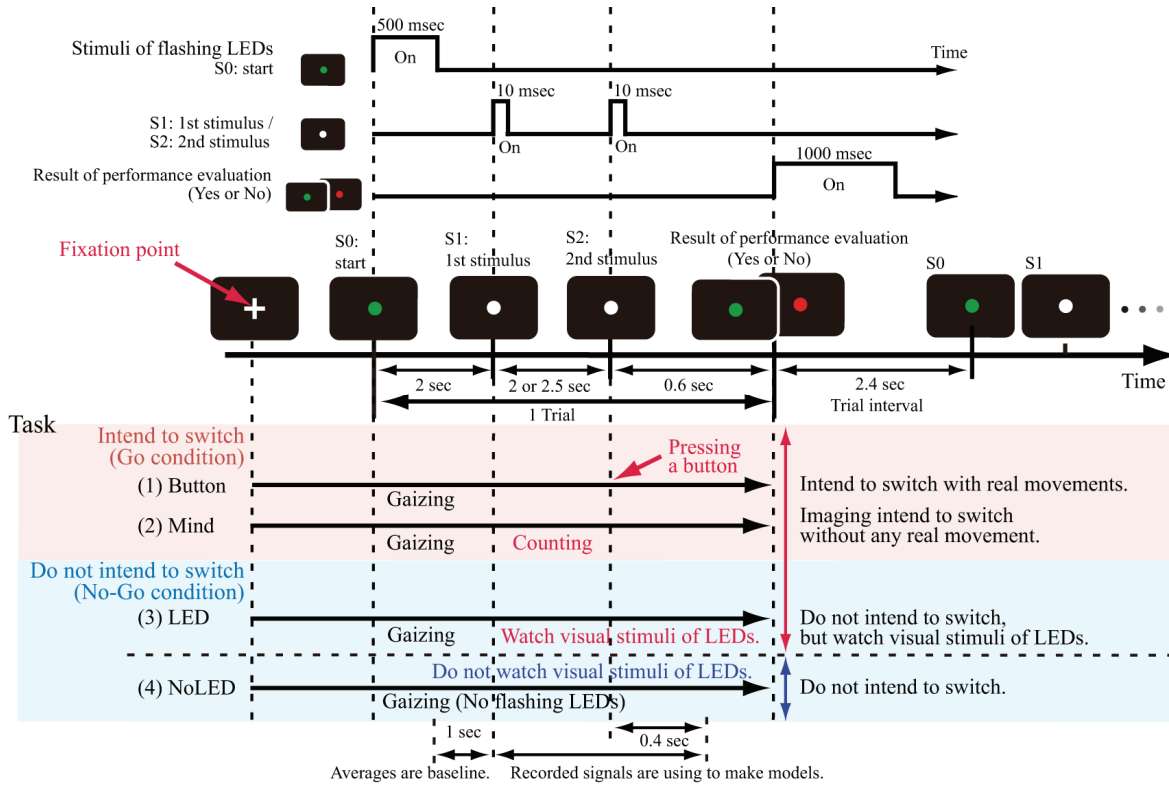 500 msec
Stimuli of flashing LEDs
S0: start
On
Time
10 msec
10 msec
S1: 1st stimulus /
S2: 2nd stimulus
On
On
1000 msec
Result of performance evaluation
(Yes or No)
On
Fixation point
S0:
start
S1:
1st stimulus
S2:
2nd stimulus
Result of performance evaluation
(Yes or No)
S0
S1
2 sec
2 or 2.5 sec
0.6 sec
2.4 sec
Time
1 Trial
Trial interval
Task
Intend to switch
(Go condition)
Pressing
a button
(1) Button
Gaizing
Intend to switch with real movements.
(2) Mind
Gaizing
Counting
Imaging intend to switch
without any real movement.
Do not intend to switch
(No-Go condition)
(3) LED
Gaizing
Watch visual stimuli of LEDs.
Do not intend to switch,
but watch visual stimuli of LEDs.
Do not watch visual stimuli of LEDs.
(4) NoLED
Gaizing (No flashing LEDs)
Do not intend to switch.
1 sec
0.4 sec
Averages are baseline.
Recorded signals are using to make models.